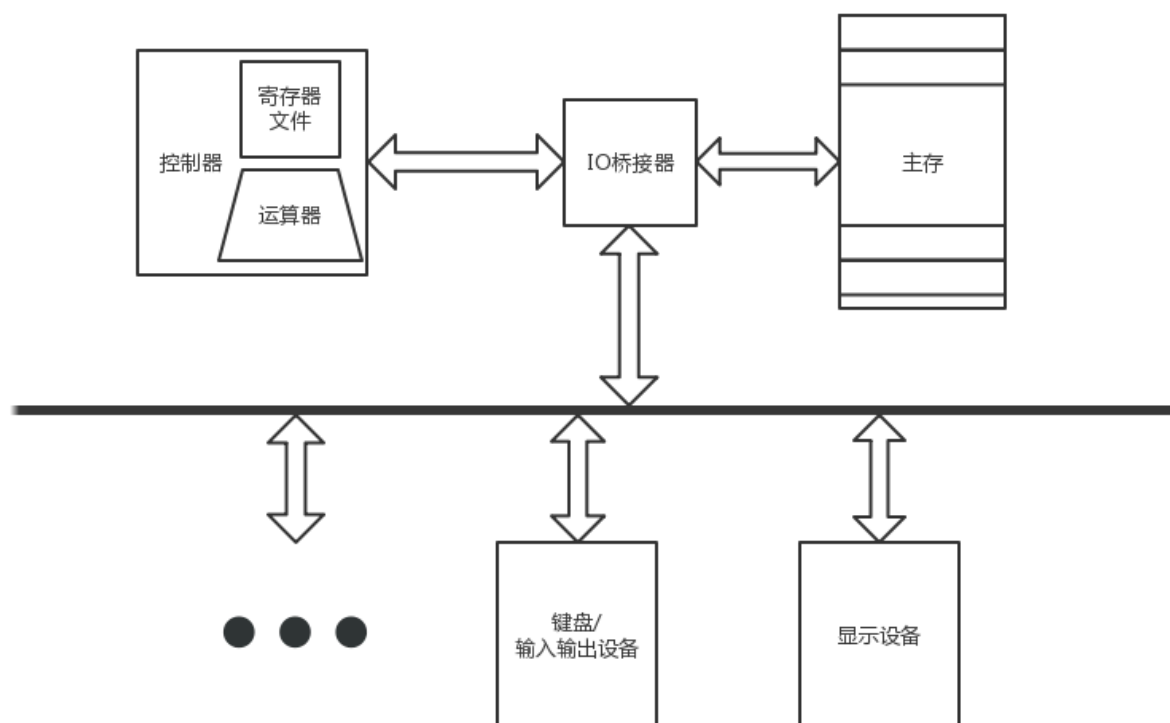 寄存器
文件
控制器
运算器
IO桥接器
主存
键盘/
输入输出设备
显示设备